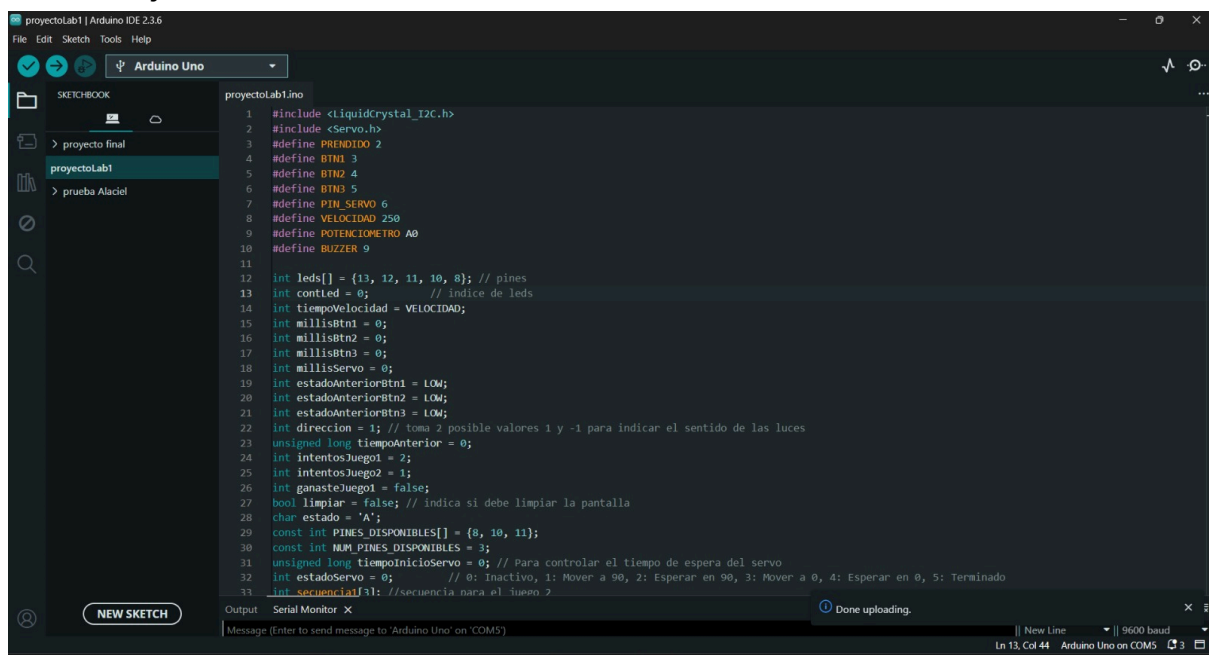 proyectoLab1 | Arduino IDE 2.3.6
File Edit Sketch Tools Help
Arduino Uno
SKETCHBOOK
proyecto final
proyectoLab1
prueba Alaciel
proyectoLab1.ino
1 #include <LiquidCrystal_I2C.h>
2 #include <Servo.h>
3 #define PRENDIDO 2
4 #define BTN1 3
5 #define BTN2 4
6 #define BTN3 5
7 #define PIN_SERVO 6
8 #define VELOCIDAD 250
9 #define POTENCIOMETRO A0
10 #define BUZZER 9
11
12 int leds[] = {13, 12, 11, 10, 8}; // pines
13 int contLed = 0; // indice de leds
14 int tiempoVelocidad = VELOCIDAD;
15 int millisBtn1 = 0;
16 int millisBtn2 = 0;
17 int millisBtn3 = 0;
18 int millisServo = 0;
19 int estadoAnteriorBtn1 = LOW;
20 int estadoAnteriorBtn2 = LOW;
21 int estadoAnteriorBtn3 = LOW;
22 int direccion = 1; // toma 2 posible valores 1 y -1 para indicar el sentido de las luces
23 unsigned long tiempoAnterior = 0;
24 int intentosJuego1 = 2;
25 int intentosJuego2 = 1;
26 int ganasteJuego1 = false;
27 bool limpiar = false; // indica si debe limpiar la pantalla
28 char estado = 'A';
29 const int PINES_DISPONIBLES[] = {8, 10, 11};
30 const int NUM_PINES_DISPONIBLES = 3;
31 unsigned long tiempoInicioServo = 0; // Para controlar el tiempo de espera del servo
32 int estadoServo = 0; // 0: Inactivo, 1: Mover a 90, 2: Esperar en 90, 3: Mover a 0, 4: Esperar en 0, 5: Terminado
33 int secuencia1[3]; //secuencia para el juego 2
NEW SKETCH
Output Serial Monitor X
Done uploading.
Message (Enter to send message to 'Arduino Uno' on 'COM5')
New Line 9600 baud
Ln 13, Col 44 Arduino Uno on COM5 3